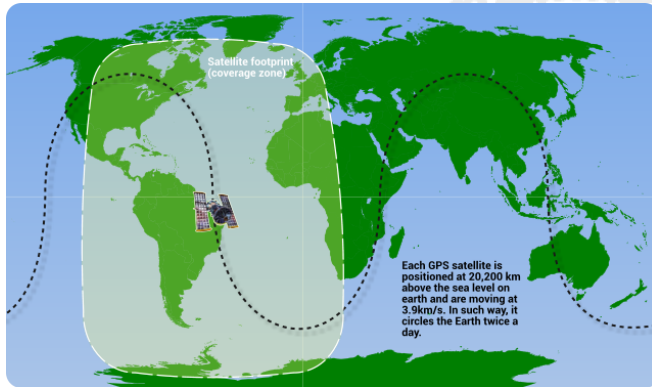 Satellite footprint
(coverage zone)
Each GPS satellite is
positioned at 20,200 km
above the sea level on
earth and are moving at
3.9km/s. In such way, it
circles the Earth twice a
day.